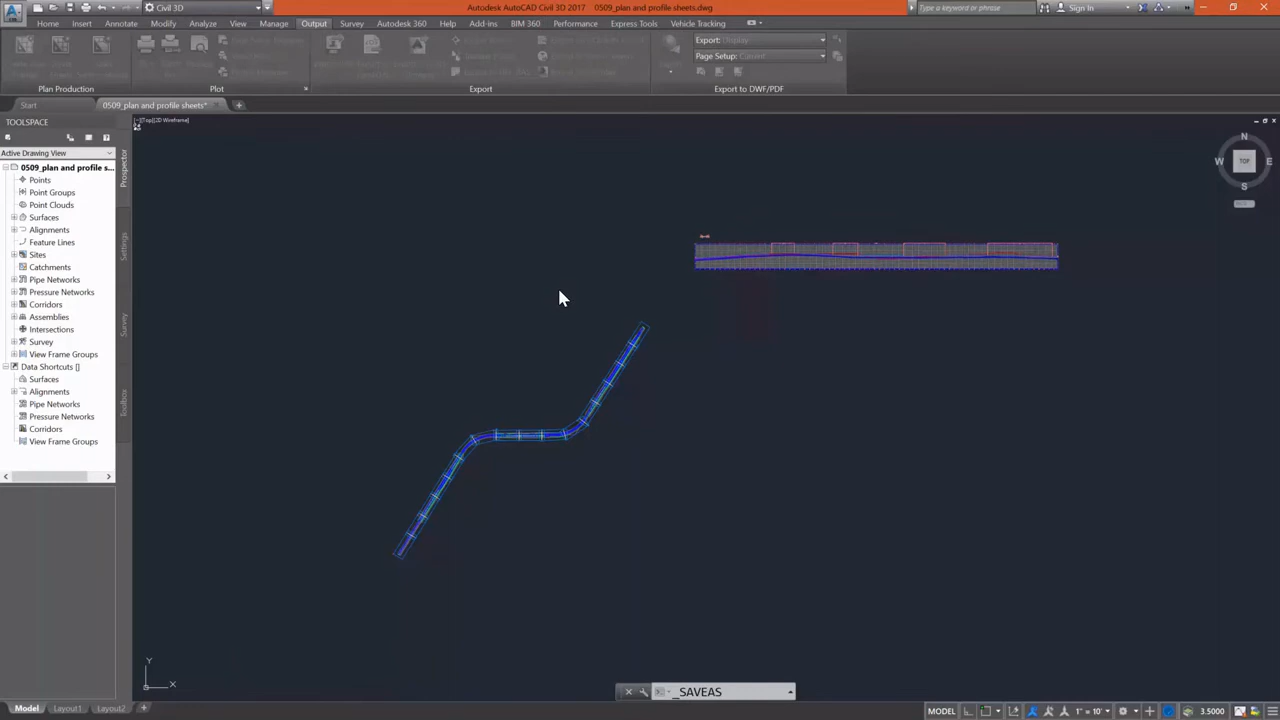 Civil 3D
Autodesk AutoCAD Civil 3D 2017 0509_plan and profile sheets.dwg
Type a keyword or phrase
Sign In
Home Insert Annotate Modify Analyze View Manage Output Survey Autodesk 360 Help Add-ins BIM 360 Performance Express Tools Vehicle Tracking
Export: Display
Page Setup: Current
Plan Production Plot Export Export to DWF/PDF
Start 0509_plan and profile sheets*
TOOLSPACE
[-][Top][2D Wireframe]
Active Drawing View
0509_plan and profile s...
Points
Point Groups
Point Clouds
Surfaces
Alignments
Feature Lines
Sites
Catchments
Pipe Networks
Pressure Networks
Corridors
Assemblies
Intersections
Survey
View Frame Groups
Data Shortcuts []
Surfaces
Alignments
Pipe Networks
Pressure Networks
Corridors
View Frame Groups
Prospector
Settings
Survey
Toolbox
N
W TOP E
S
Y
X
_SAVEAS
Model Layout1 Layout2
MODEL 1" = 10' 3.5000